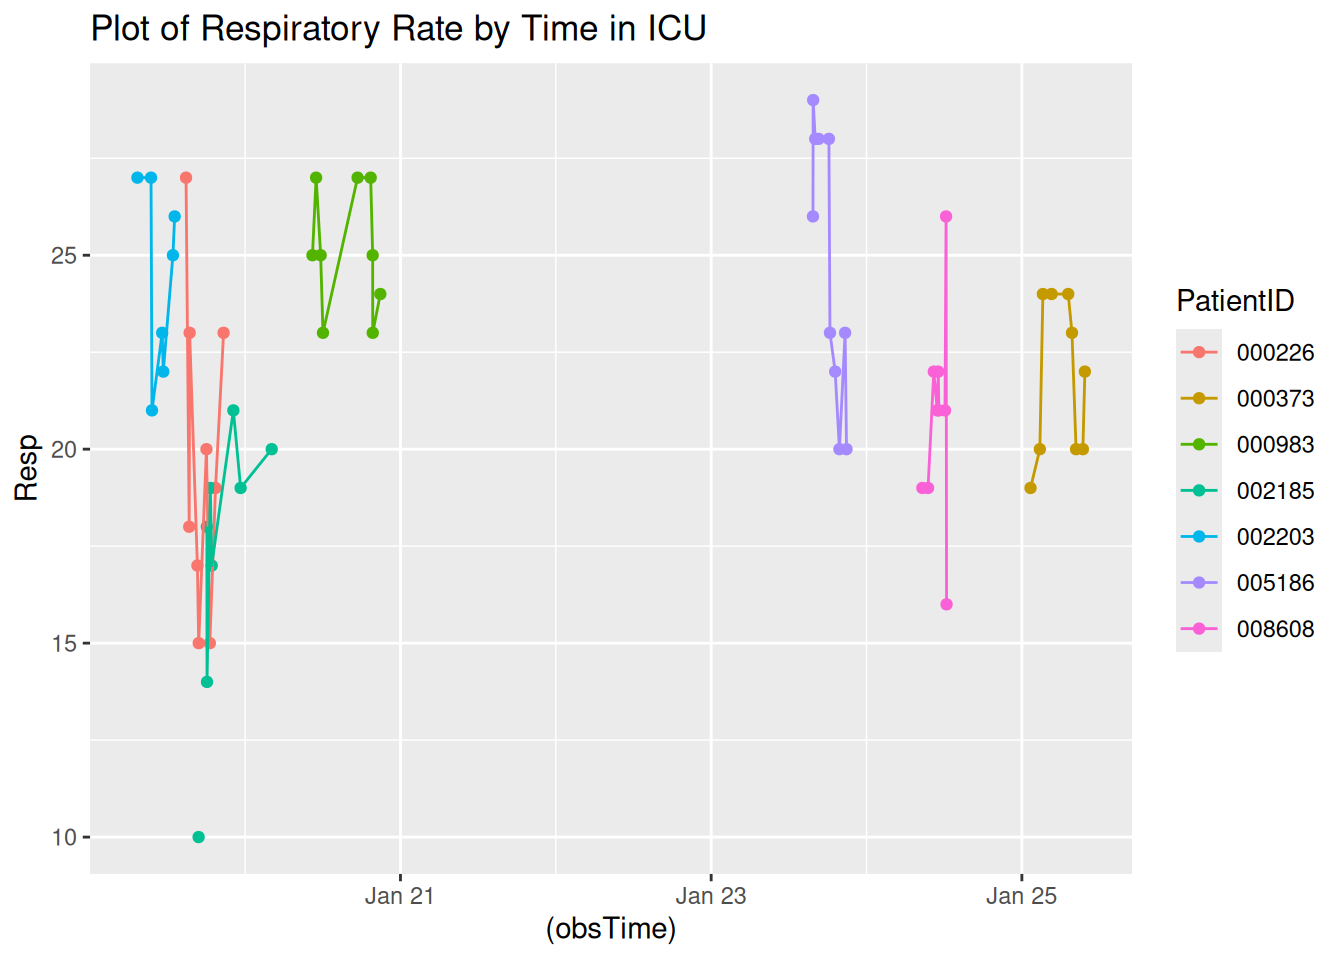 Plot of Respiratory Rate by Time in ICU
Resp
25
20
15
10
Jan 21
Jan 23
Jan 25
(obsTime)
PatientID
000226
000373
000983
002185
002203
005186
008608